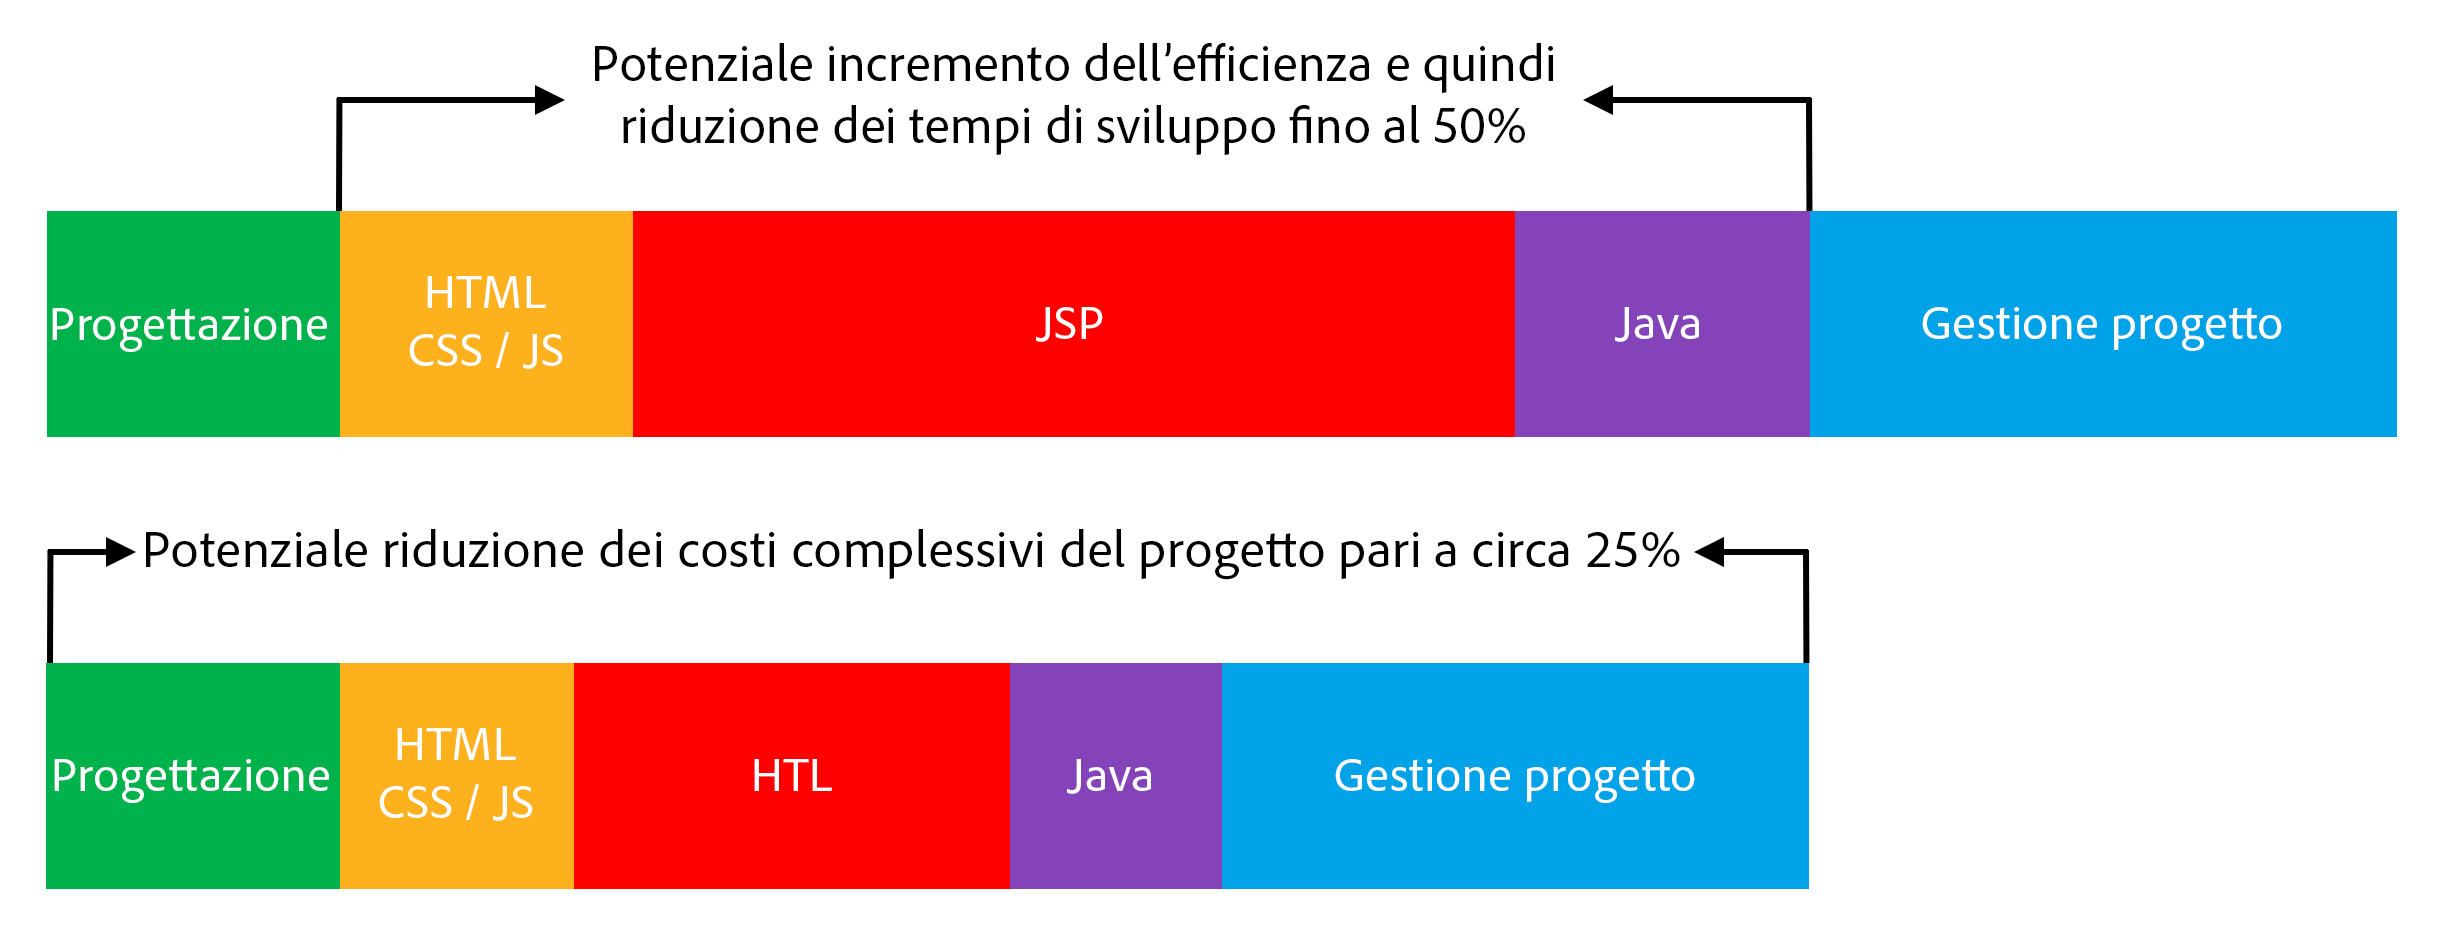 Potenziale incremento dell’efficienza e quindi
riduzione dei tempi di sviluppo fino al 50%
Progettazione
HTML
CSS / JS
JSP
Java
Gestione progetto
Potenziale riduzione dei costi complessivi del progetto pari a circa 25%
Progettazione
HTML
CSS / JS
HTL
Java
Gestione progetto